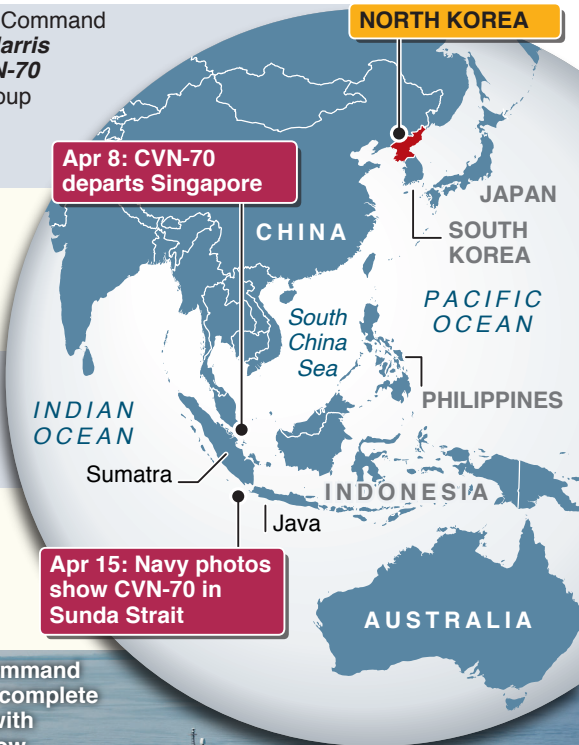 Command
arris
N-70
oup
NORTH KOREA
Apr 8: CVN-70
departs Singapore
JAPAN
CHINA
SOUTH
KOREA
PACIFIC
OCEAN
South
China
Sea
PHILIPPINES
INDIAN
OCEAN
Sumatra
INDONESIA
Java
Apr 15: Navy photos
show CVN-70 in
Sunda Strait
AUSTRALIA
mmand
complete
with